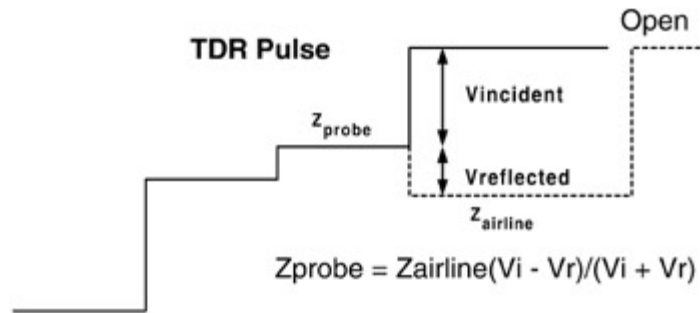 Open
TDR Pulse
Vincident
Zprobe
Vreflected
Zairline
Zprobe = Zairline(Vi - Vr)/(Vi + Vr)